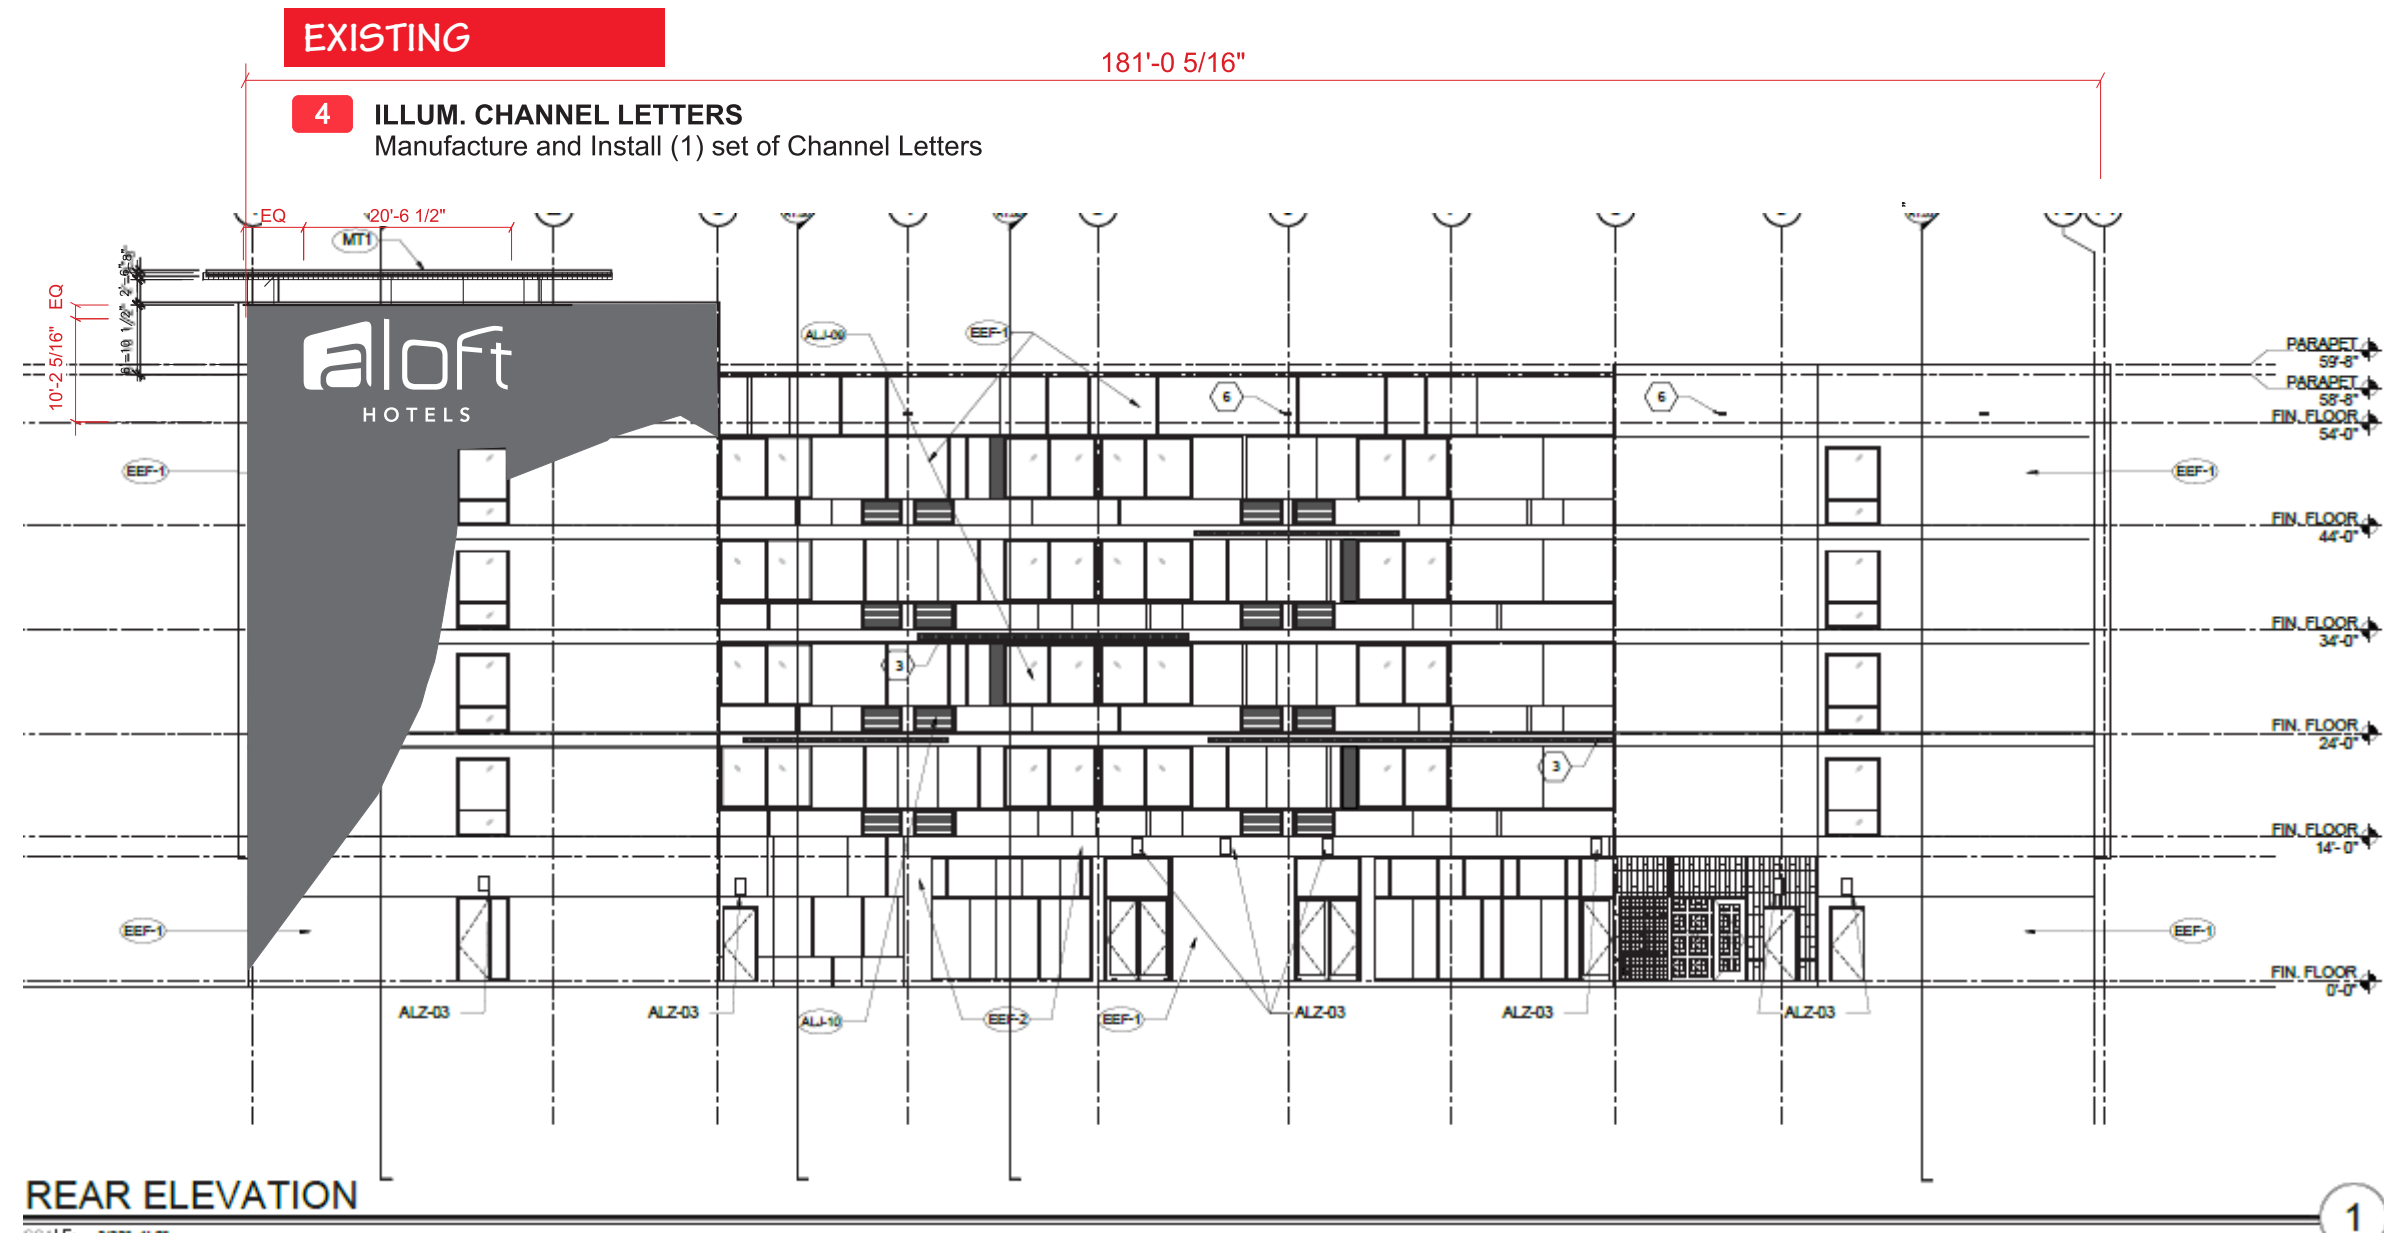 EXISTING
181'-0 5/16"
4 ILLUM. CHANNEL LETTERS
Manufacture and Install (1) set of Channel Letters
EQ 20'-6 1/2"
MT1
EQ
10'-2 5/16"
aloft
HOTELS
ALJ-09
EEF-1
6
6
PARAPET
59'-8"
PARAPET
58'-8"
FIN. FLOOR
54'-0"
EEF-1
EEF-1
FIN. FLOOR
44'-0"
FIN. FLOOR
34'-0"
3
FIN. FLOOR
24'-0"
3
FIN. FLOOR
14'-0"
EEF-1
EEF-1
FIN. FLOOR
0'-0"
ALZ-03
ALZ-03
ALJ-10
EEF-2
EEF-1
ALZ-03
ALZ-03
ALZ-03
REAR ELEVATION
1